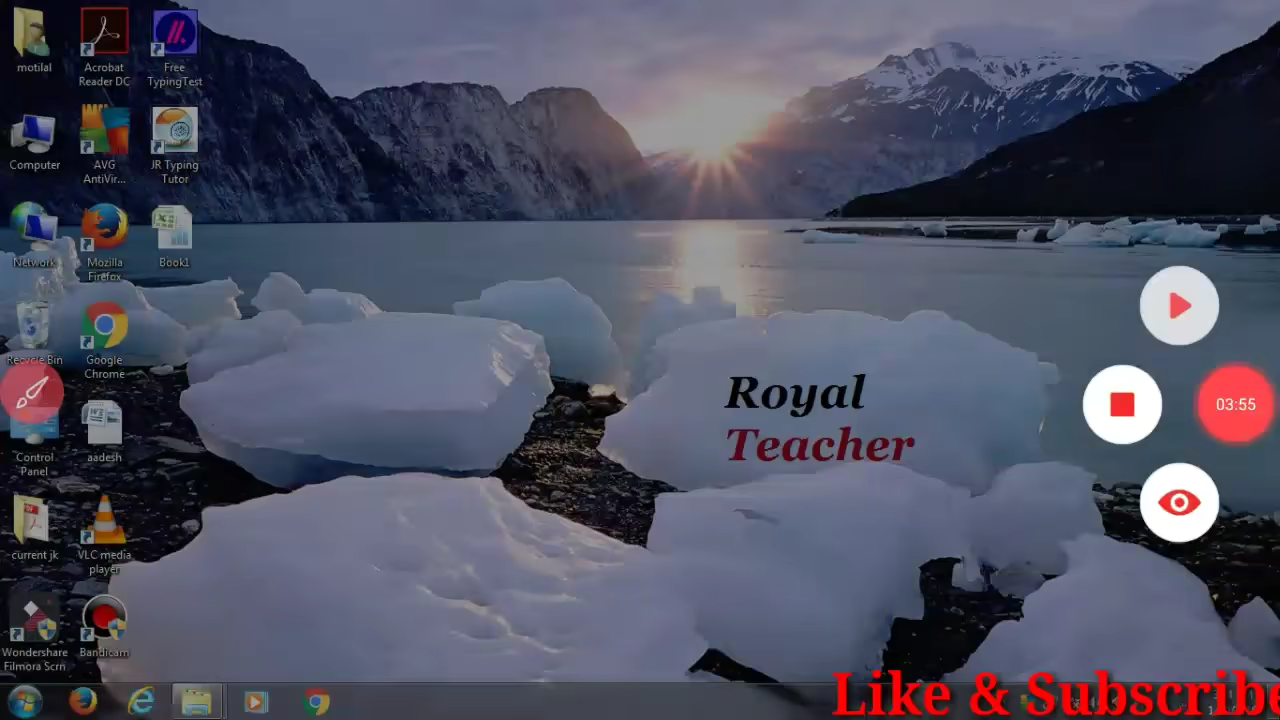 motilal
Acrobat
Reader DC
Free
TypingTest
Computer
AVG
AntiVir...
JR Typing
Tutor
Network
Mozilla
Firefox
Book1
Recycle Bin
Google
Chrome
03:55
Royal
Teacher
Control
Panel
aadesh
current jk
VLC media
player
Wondershare
Filmora Scrn
Bandicam
Like & Subscribe